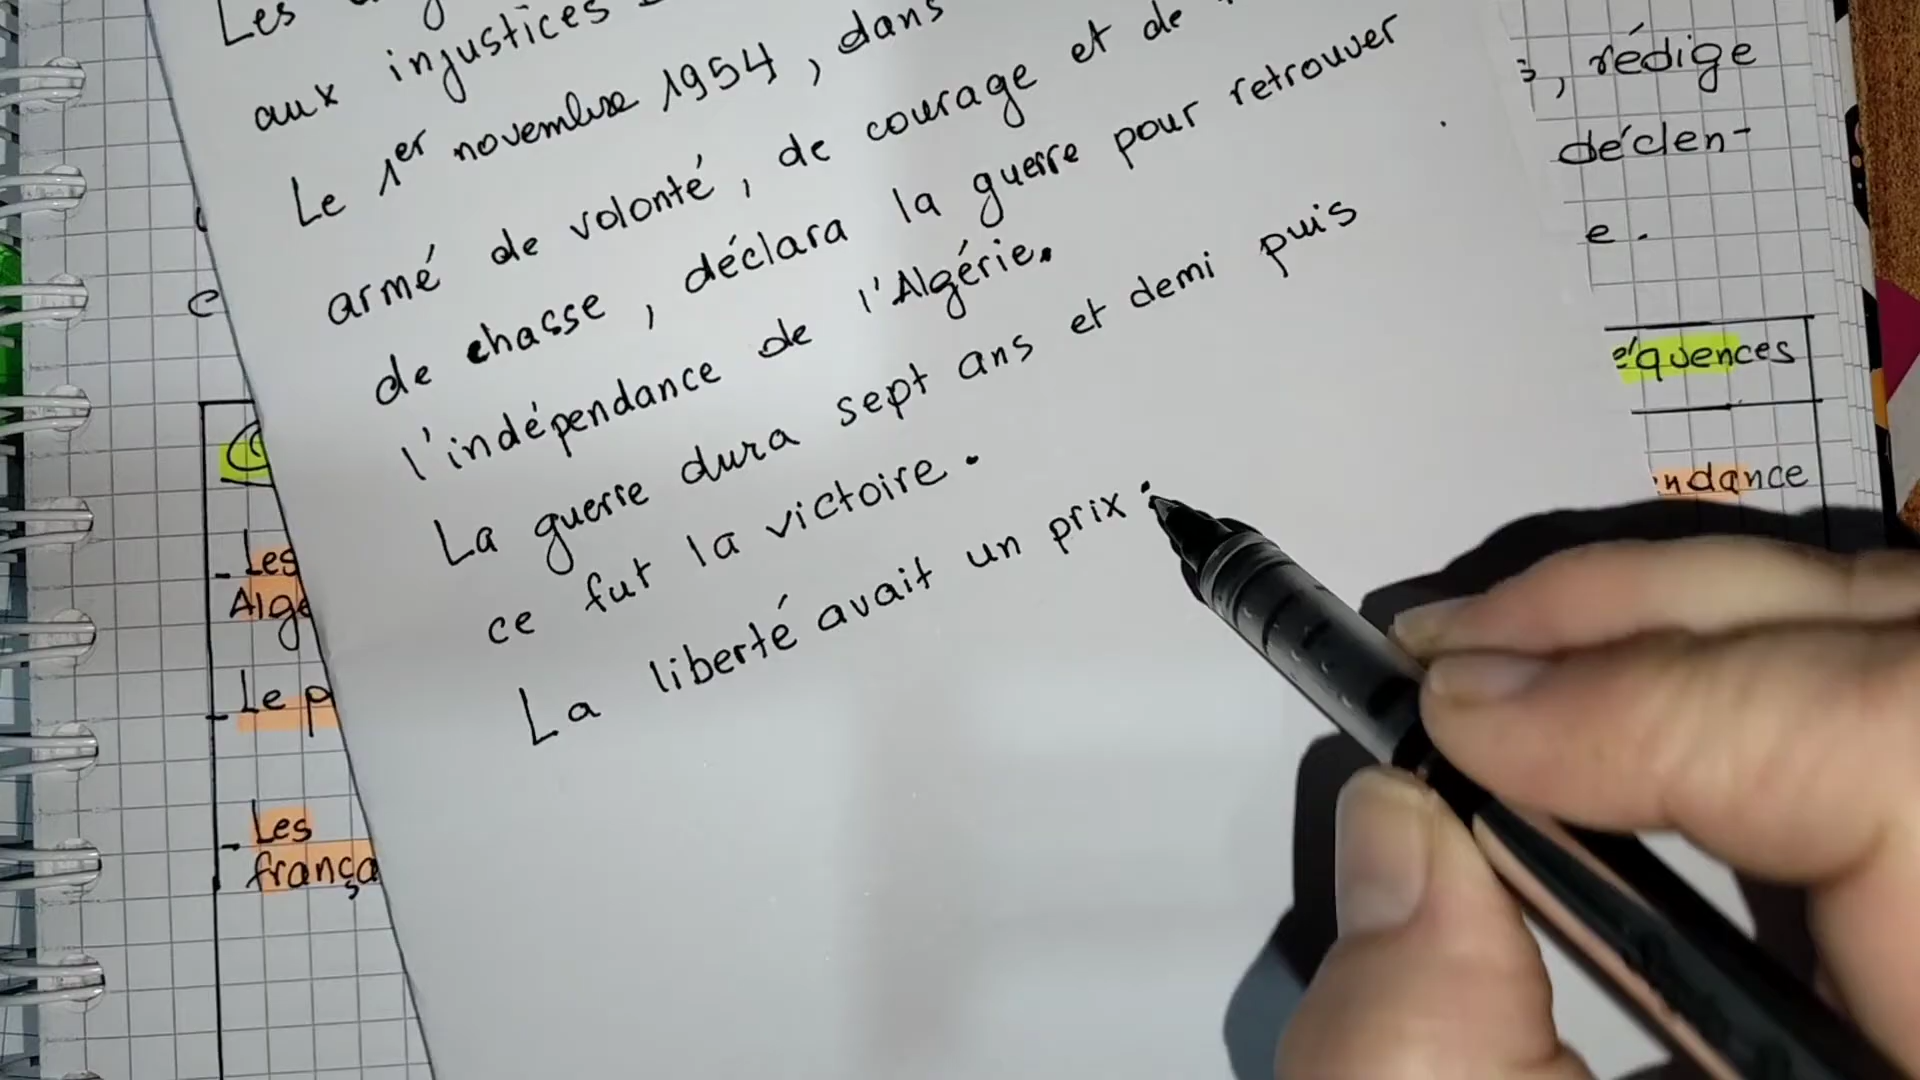 Les
aux injustices
Le 1er novembre 1954, dans
armé de volonté, de courage et de
de chasse, déclara la guerre pour retrouver
l'indépendance de l'Algérie.
La guerre dura sept ans et demi puis
ce fut la victoire.
La liberté avait un prix :
, rédige
déclen-
e.
équences
ndance
- Les
Alge
- Le p
- Les
frança